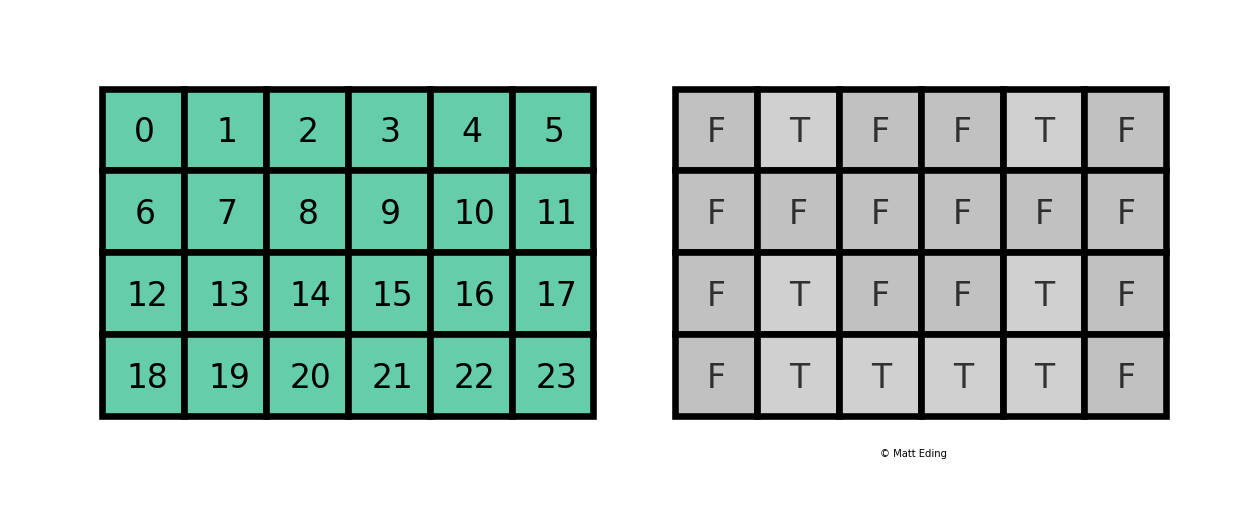 0 1 2 3 4 5 F T F F T F
6 7 8 9 10 11 F F F F F F
12 13 14 15 16 17 F T F F T F
18 19 20 21 22 23 F T T T T F
© Matt Eding